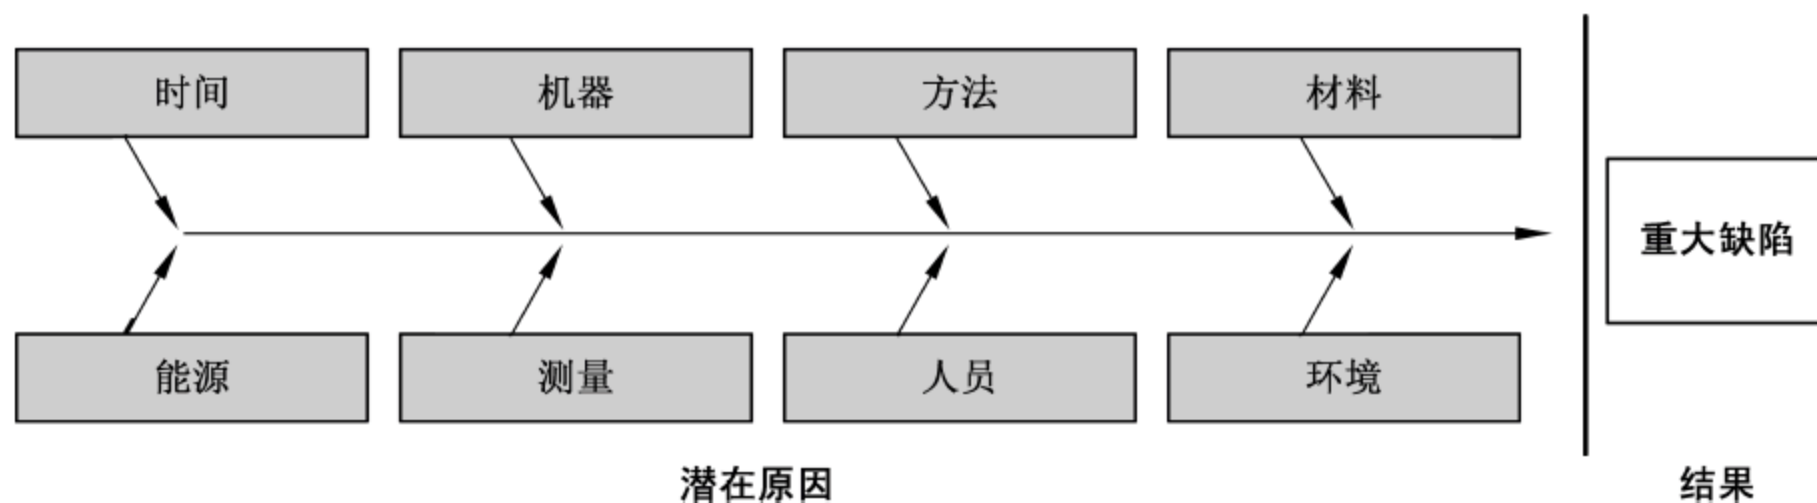 时间
机器
方法
材料
重大缺陷
能源
测量
人员
环境
潜在原因
结果